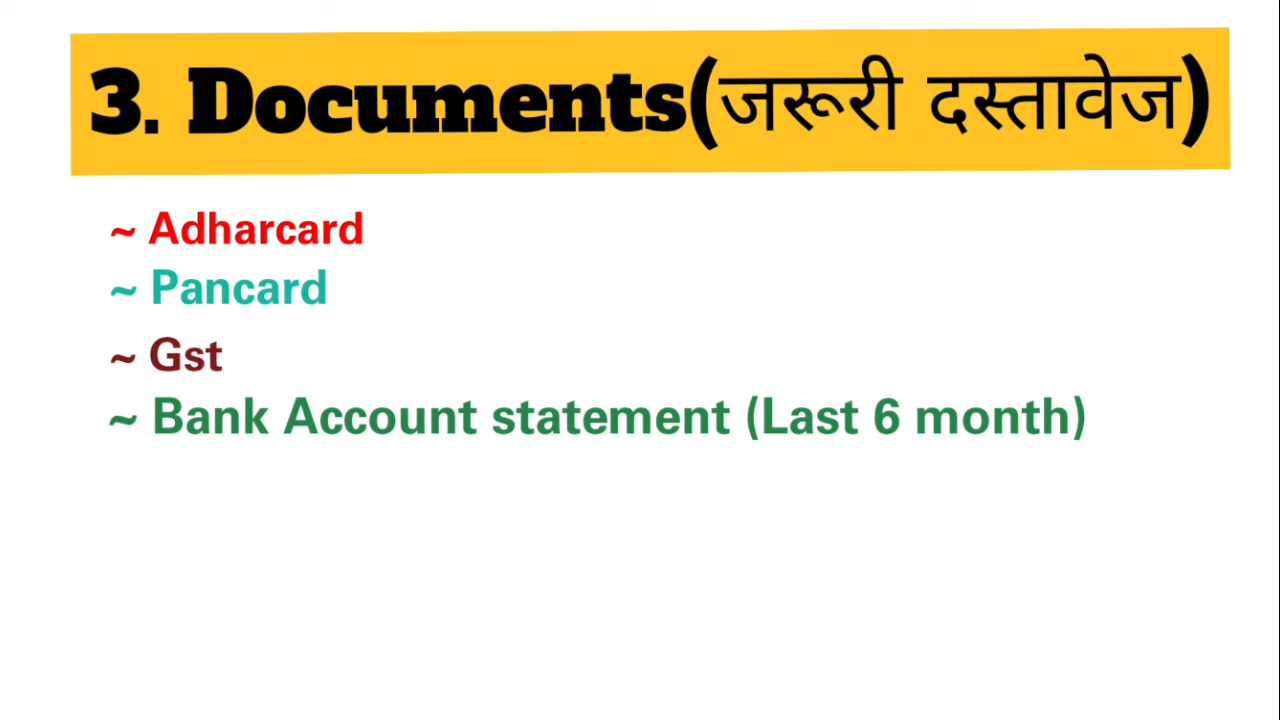 3. Documents(जरूरी दस्तावेज)
~ Adharcard
~ Pancard
~ Gst
~ Bank Account statement (Last 6 month)